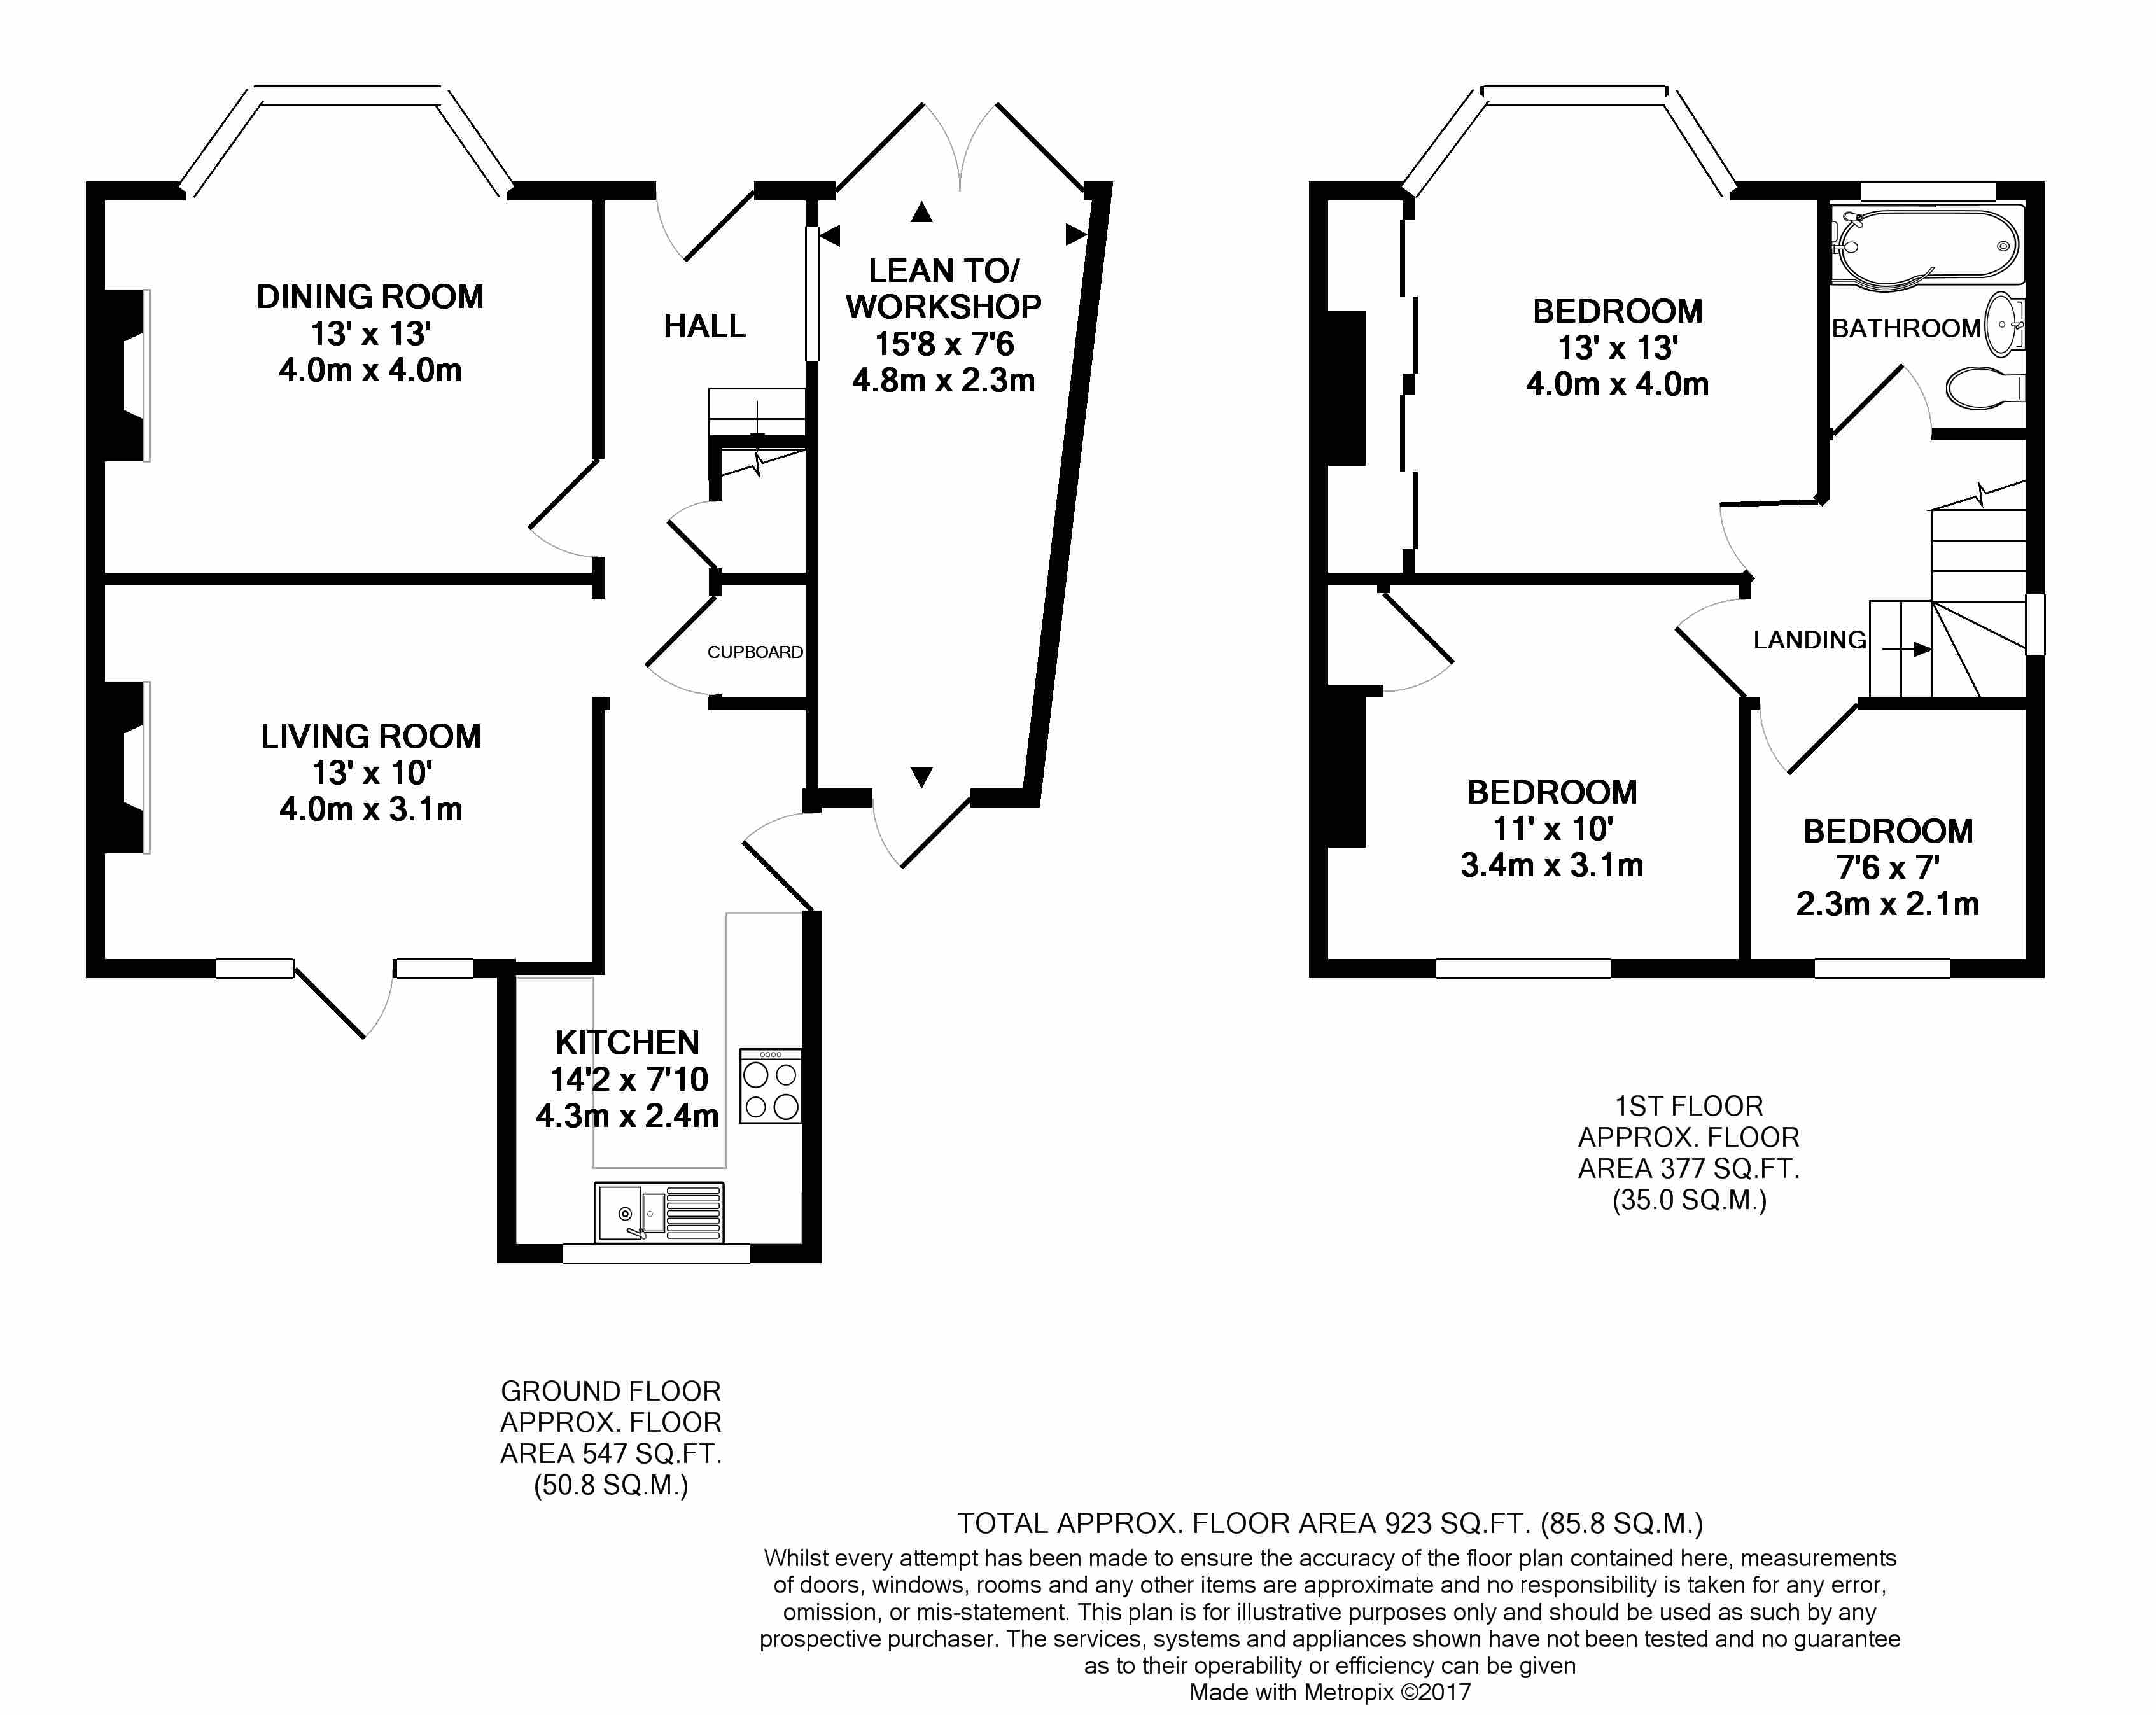 DINING ROOM
13' x 13'
4.0m x 4.0m
HALL
LEAN TO/
WORKSHOP
15'8 x 7'6
4.8m x 2.3m
CUPBOARD
LIVING ROOM
13' x 10'
4.0m x 3.1m
KITCHEN
14'2 x 7'10
4.3m x 2.4m
BEDROOM
13' x 13'
4.0m x 4.0m
BATHROOM
LANDING
BEDROOM
11' x 10'
3.4m x 3.1m
BEDROOM
7'6 x 7'
2.3m x 2.1m
1ST FLOOR
APPROX. FLOOR
AREA 377 SQ.FT.
(35.0 SQ.M.)
GROUND FLOOR
APPROX. FLOOR
AREA 547 SQ.FT.
(50.8 SQ.M.)
TOTAL APPROX. FLOOR AREA 923 SQ.FT. (85.8 SQ.M.)
Whilst every attempt has been made to ensure the accuracy of the floor plan contained here, measurements
of doors, windows, rooms and any other items are approximate and no responsibility is taken for any error,
omission, or mis-statement. This plan is for illustrative purposes only and should be used as such by any
prospective purchaser. The services, systems and appliances shown have not been tested and no guarantee
as to their operability or efficiency can be given
Made with Metropix ©2017